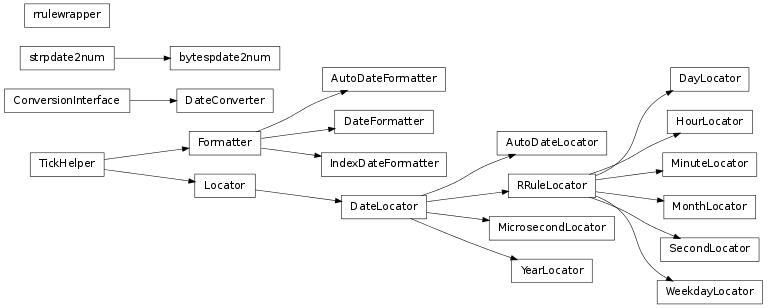 rrulewrapper
strpdate2num
bytespdate2num
ConversionInterface
DateConverter
TickHelper
Formatter
Locator
AutoDateFormatter
DateFormatter
IndexDateFormatter
DateLocator
AutoDateLocator
RRuleLocator
MicrosecondLocator
YearLocator
DayLocator
HourLocator
MinuteLocator
MonthLocator
SecondLocator
WeekdayLocator